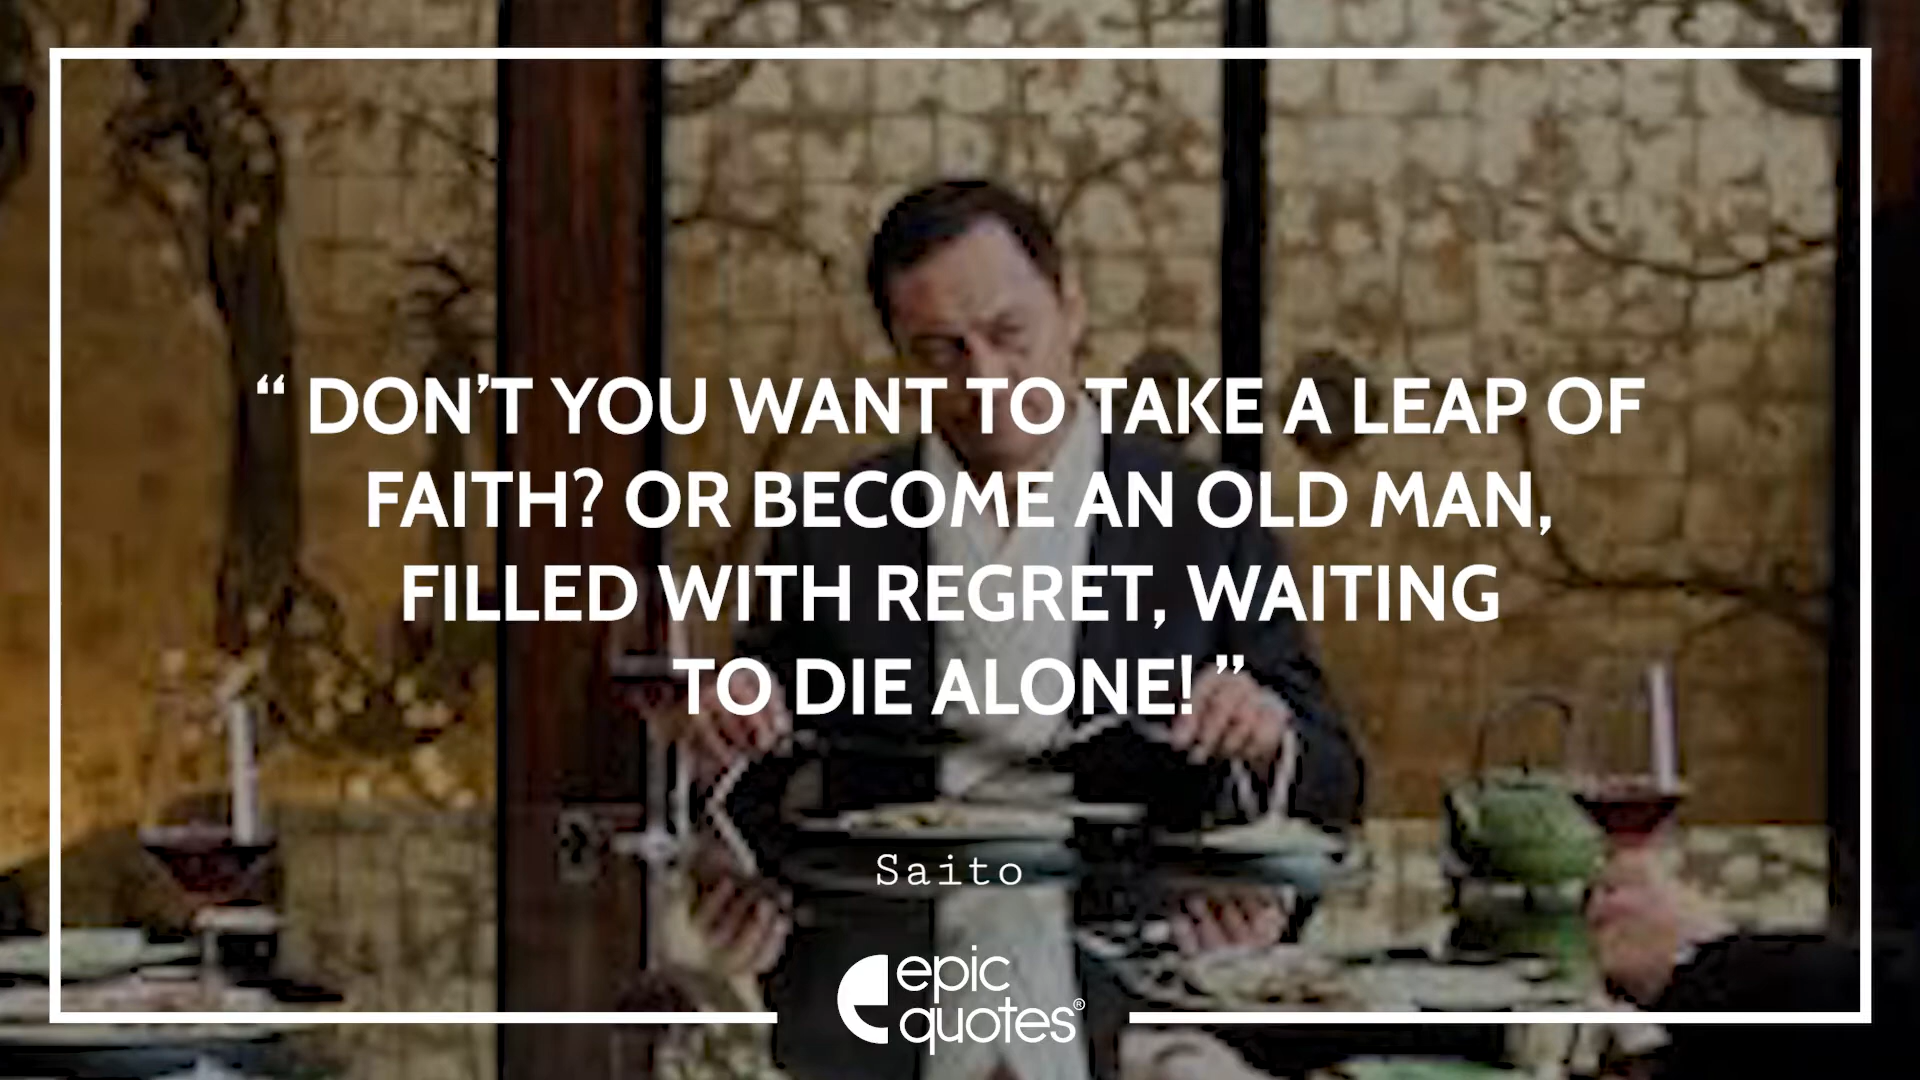 “ DON’T YOU WANT TO TAKE A LEAP OF
FAITH? OR BECOME AN OLD MAN,
FILLED WITH REGRET, WAITING
TO DIE ALONE! ”
Saito
epic
quotes®